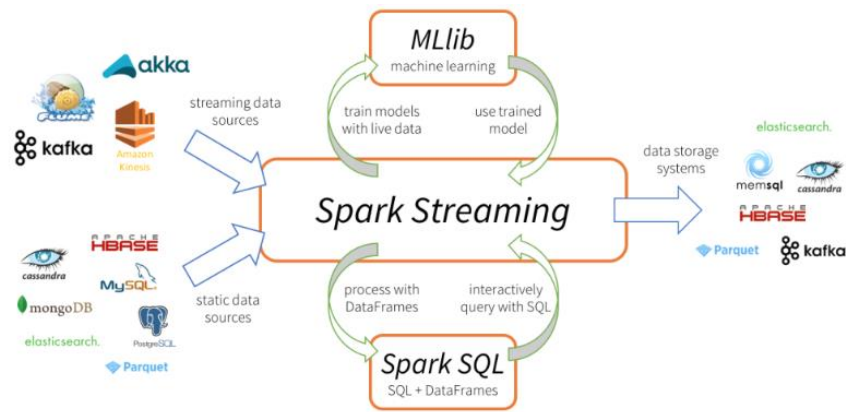 akka
flume
kafka
Amazon
Kinesis
streaming data
sources
APACHE
HBASE
cassandra
MySQL®
mongoDB
PostgreSQL
elasticsearch.
Parquet
static data
sources
MLlib
machine learning
train models
with live data
use trained
model
Spark Streaming
process with
DataFrames
interactively
query with SQL
Spark SQL
SQL + DataFrames
data storage
systems
elasticsearch.
memsql
cassandra
APACHE
HBASE
Parquet
kafka